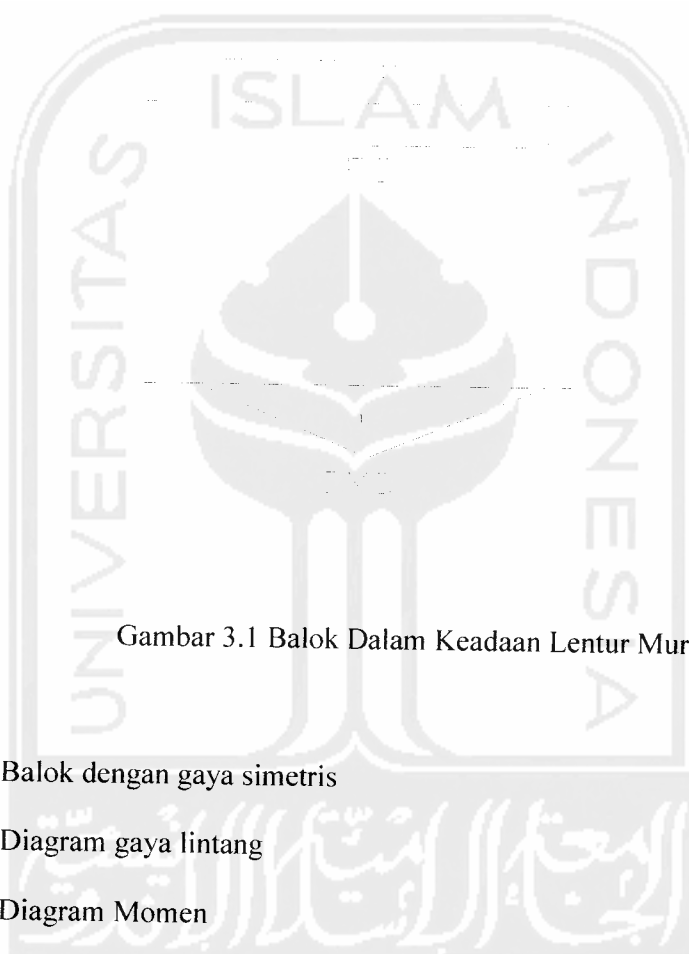 ISLAM
UNIVERSITAS
INDONESIA
Gambar 3.1 Balok Dalam Keadaan Lentur Mur
Balok dengan gaya simetris
Diagram gaya lintang
Diagram Momen